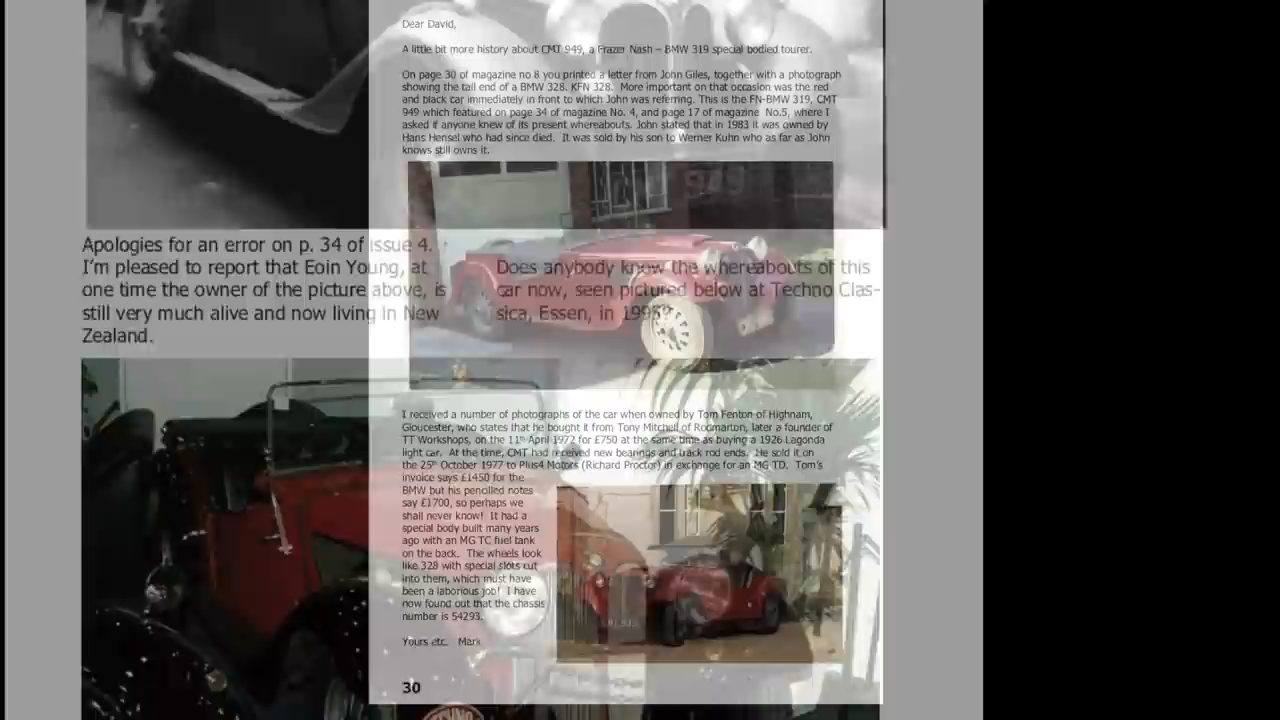 Dear David,
A little bit more history about CMT 949, a Frazer Nash – BMW 319 special bodied tourer.
On page 30 of magazine no 8 you printed a letter from John Giles, together with a photograph
showing the tail end of a BMW 328. KFN 328. More important on that occasion was the red
and black car immediately in front to which John was referring. This is the FN-BMW 319, CMT
949 which featured on page 34 of magazine No. 4, and page 17 of magazine No.5, where I
asked if anyone knew of its present whereabouts. John stated that in 1983 it was owned by
Hans Hensel who had since died. It was sold by his son to Werner Kuhn who as far as John
knows still owns it.
949
Apologies for an error on p. 34 of issue 4.
I'm pleased to report that Eoin Young, at
one time the owner of the picture above, is
still very much alive and now living in New
Zealand.
Does anybody know the whereabouts of this
car now, seen pictured below at Techno Clas-
sica, Essen, in 1995?
I received a number of photographs of the car when owned by Tom Fenton of Highnam,
Gloucester, who states that he bought it from Tony Mitchell of Rodmarton, later a founder of
TT Workshops, on the 11th April 1972 for £750 at the same time as buying a 1926 Lagonda
light car. At the time, CMT had received new bearings and track rod ends. He sold it on
the 25th October 1977 to Plus4 Motors (Richard Proctor) in exchange for an MG TD. Tom's
invoice says £1450 for the
BMW but his pencilled notes
say £1700, so perhaps we
shall never know! It had a
special body built many years
ago with an MG TC fuel tank
on the back. The wheels look
like 328 with special slots cut
into them, which must have
been a laborious job! I have
now found out that the chassis
number is 54293.
Yours etc. Mark
30